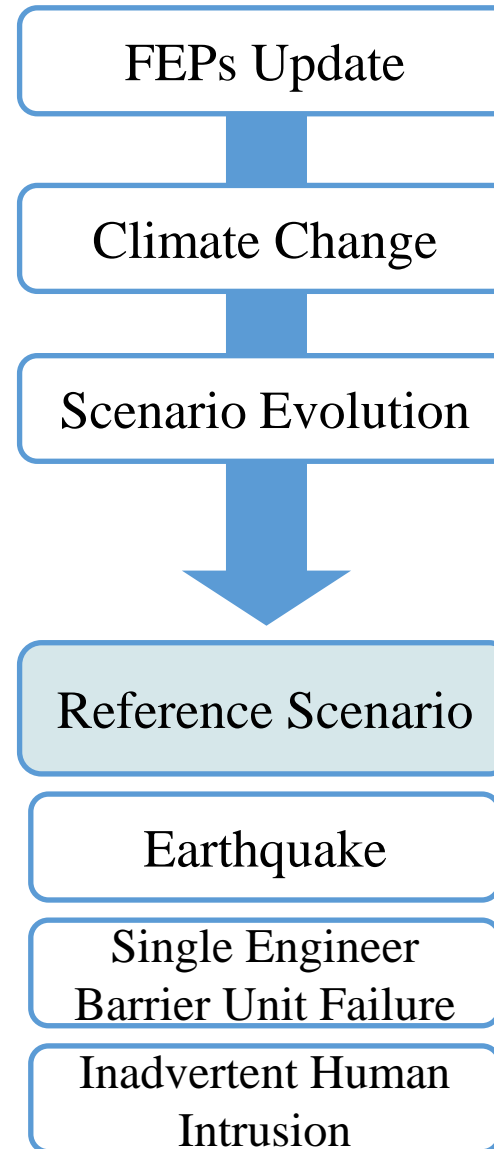 FEPs Update
Climate Change
Scenario Evolution
Reference Scenario
Earthquake
Single Engineer
Barrier Unit Failure
Inadvertent Human
Intrusion